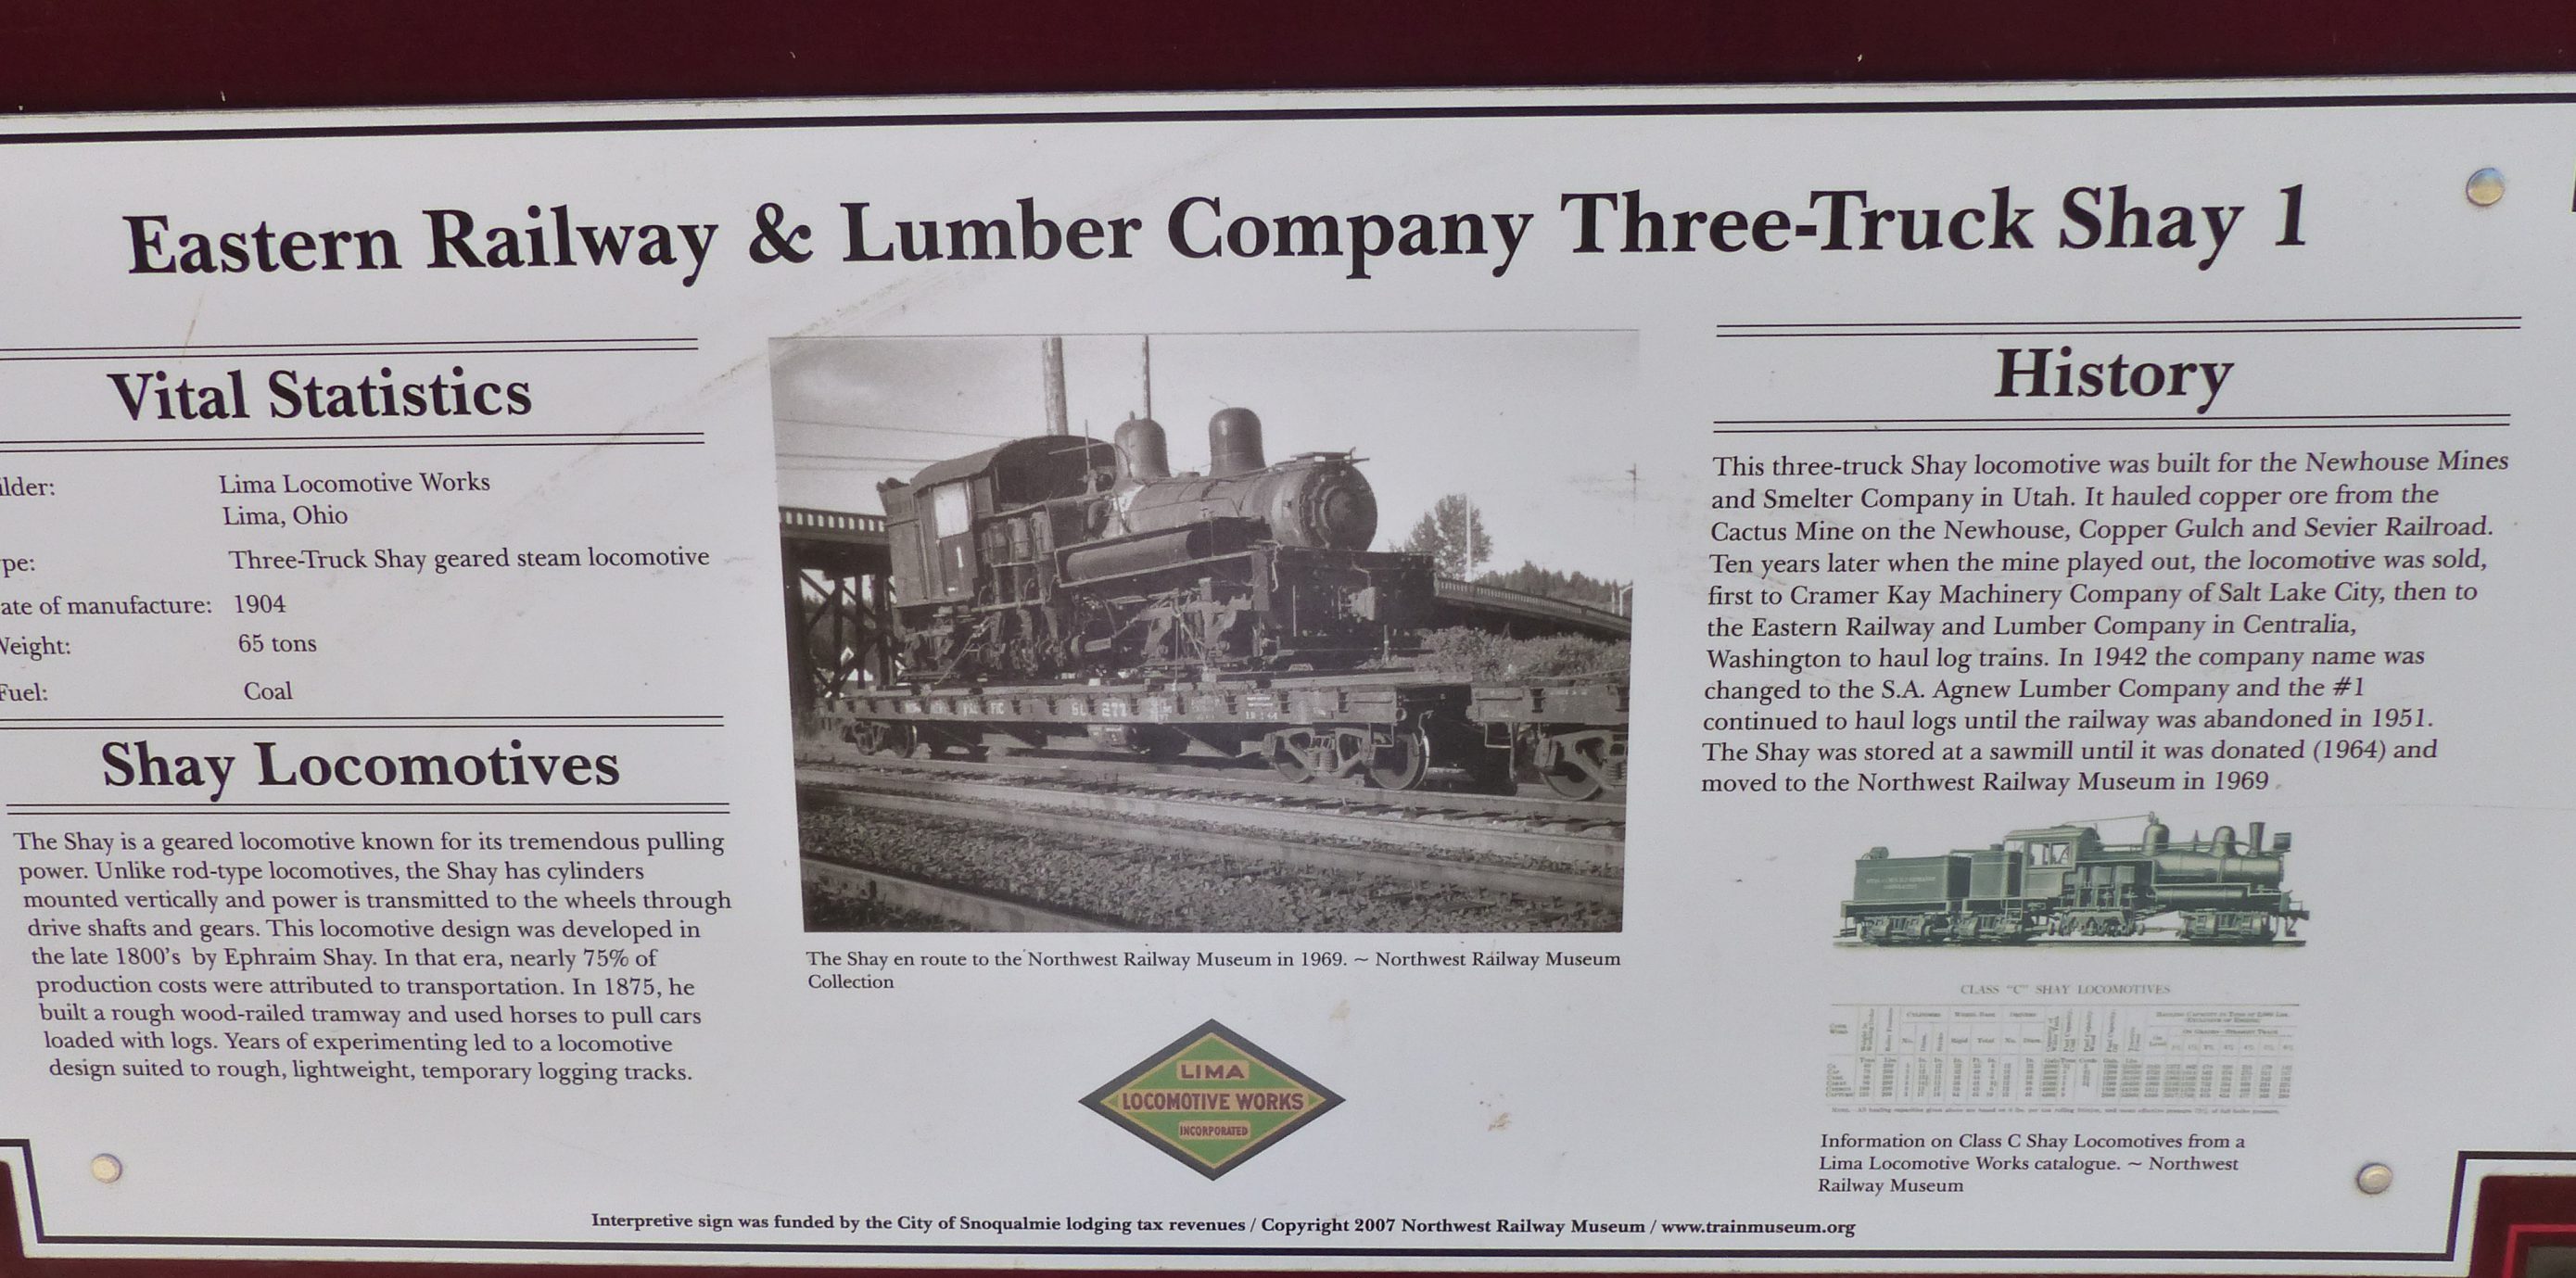 Eastern Railway & Lumber Company Three-Truck Shay 1
Vital Statistics
ilder: Lima Locomotive Works
Lima, Ohio
pe: Three-Truck Shay geared steam locomotive
ate of manufacture: 1904
Weight: 65 tons
Fuel: Coal
Shay Locomotives
The Shay is a geared locomotive known for its tremendous pulling
power. Unlike rod-type locomotives, the Shay has cylinders
mounted vertically and power is transmitted to the wheels through
drive shafts and gears. This locomotive design was developed in
the late 1800's by Ephraim Shay. In that era, nearly 75% of
production costs were attributed to transportation. In 1875, he
built a rough wood-railed tramway and used horses to pull cars
loaded with logs. Years of experimenting led to a locomotive
design suited to rough, lightweight, temporary logging tracks.
1
The Shay en route to the Northwest Railway Museum in 1969. ~ Northwest Railway Museum
Collection
LIMA
LOCOMOTIVE WORKS
INCORPORATED
History
This three-truck Shay locomotive was built for the Newhouse Mines
and Smelter Company in Utah. It hauled copper ore from the
Cactus Mine on the Newhouse, Copper Gulch and Sevier Railroad.
Ten years later when the mine played out, the locomotive was sold,
first to Cramer Kay Machinery Company of Salt Lake City, then to
the Eastern Railway and Lumber Company in Centralia,
Washington to haul log trains. In 1942 the company name was
changed to the S.A. Agnew Lumber Company and the #1
continued to haul logs until the railway was abandoned in 1951.
The Shay was stored at a sawmill until it was donated (1964) and
moved to the Northwest Railway Museum in 1969
CLASS "C" SHAY LOCOMOTIVES
Information on Class C Shay Locomotives from a
Lima Locomotive Works catalogue. ~ Northwest
Railway Museum
Interpretive sign was funded by the City of Snoqualmie lodging tax revenues / Copyright 2007 Northwest Railway Museum / www.trainmuseum.org